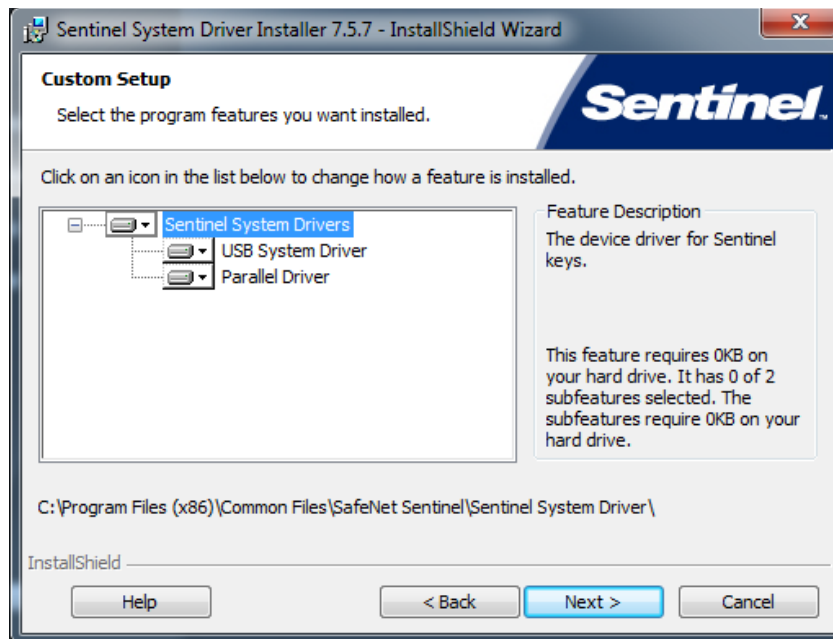 Sentinel System Driver Installer 7.5.7 - InstallShield Wizard
Custom Setup
Select the program features you want installed.
Sentinel™
Click on an icon in the list below to change how a feature is installed.
Sentinel System Drivers
USB System Driver
Parallel Driver
Feature Description
The device driver for Sentinel
keys.
This feature requires 0KB on
your hard drive. It has 0 of 2
subfeatures selected. The
subfeatures require 0KB on your
hard drive.
C:\Program Files (x86)\Common Files\SafeNet Sentinel\Sentinel System Driver\
InstallShield
Help
< Back
Next >
Cancel